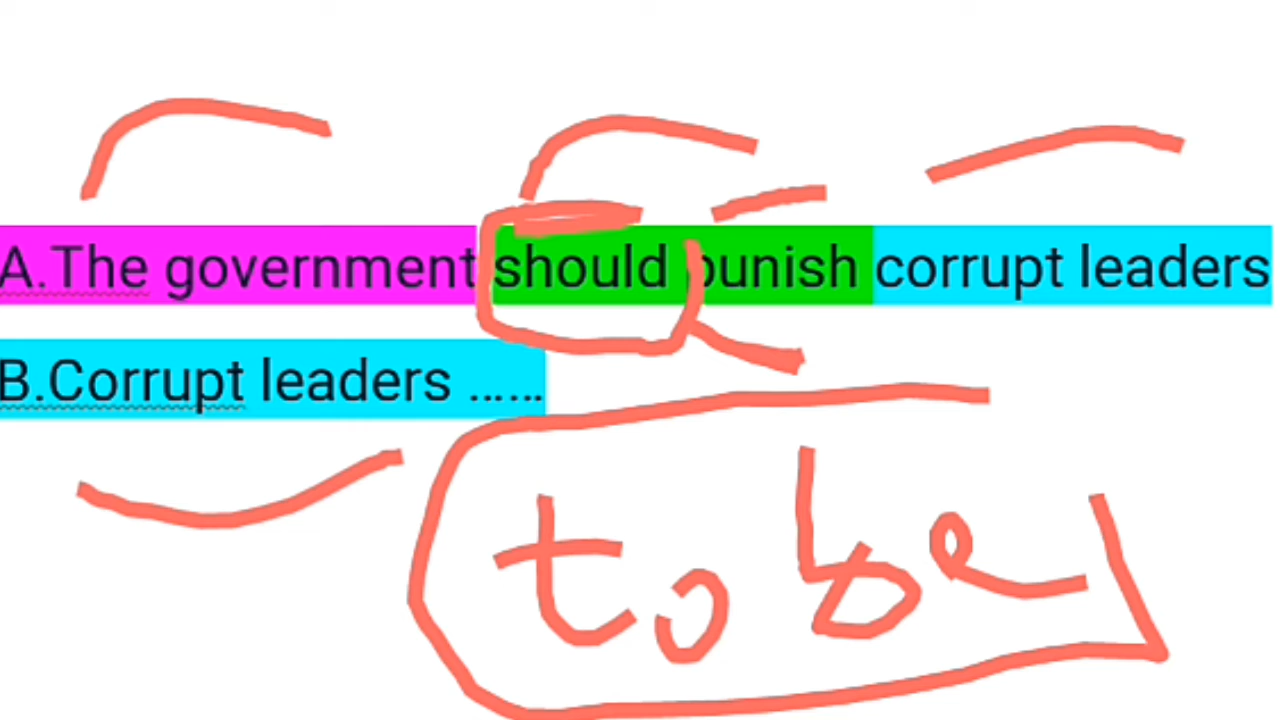 A.The government should punish corrupt leaders
B.Corrupt leaders ......
to be